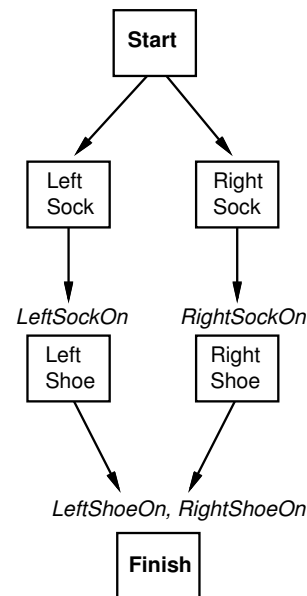 Start
Left
Sock
Right
Sock
LeftSockOn
RightSockOn
Left
Shoe
Right
Shoe
LeftShoeOn, RightShoeOn
Finish